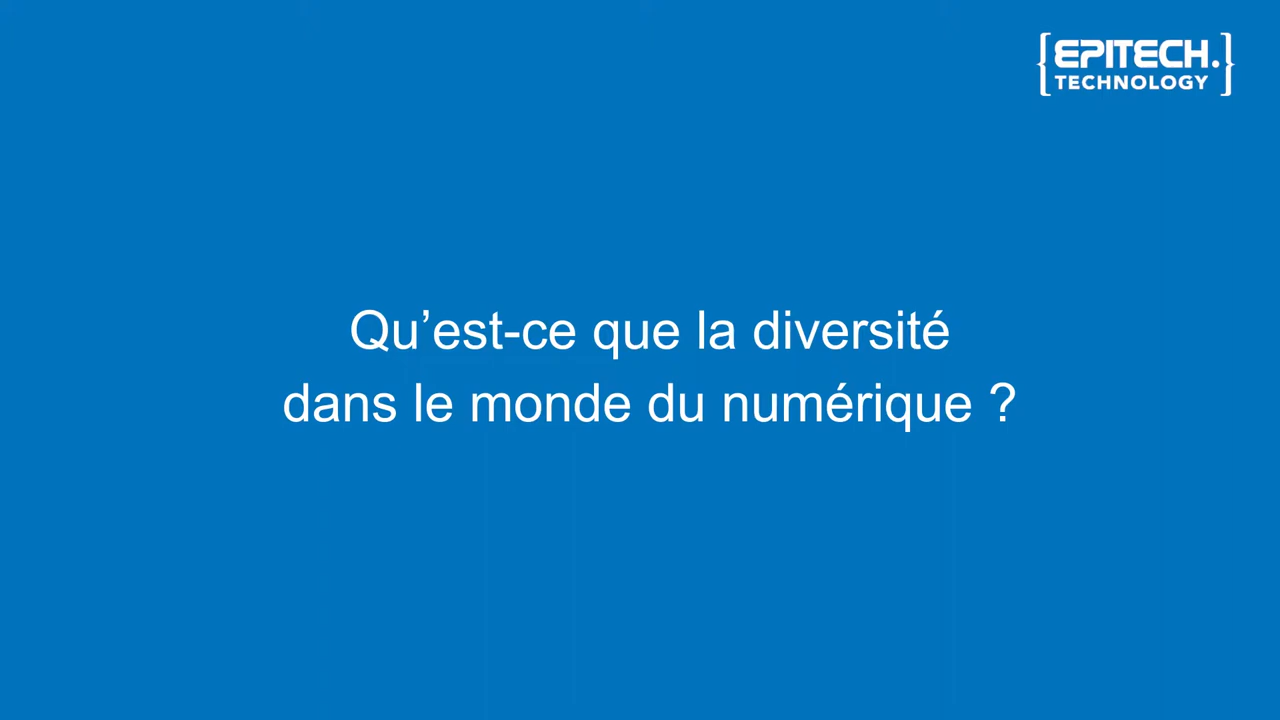 {EPITECH.}
TECHNOLOGY
Qu’est-ce que la diversité
dans le monde du numérique ?